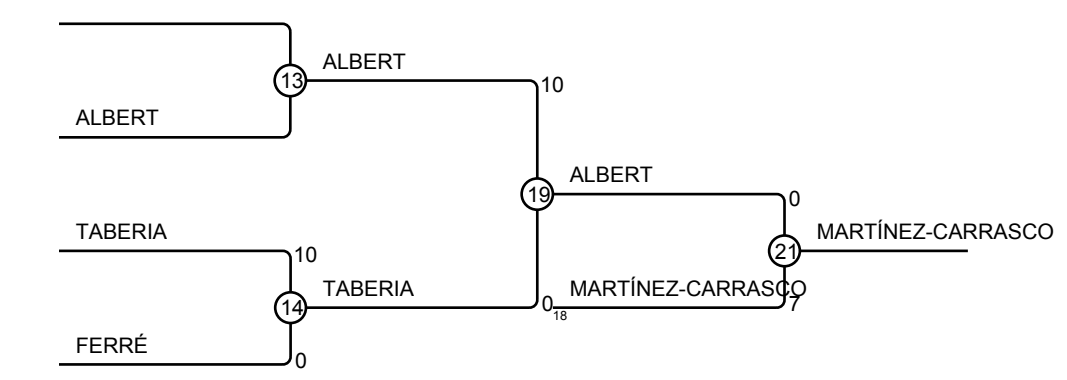 ALBERT
13
10
ALBERT
ALBERT
19
0
TABERIA
MARTÍNEZ-CARRASCO
10
21
TABERIA
MARTÍNEZ-CARRASCO
14
0
18
7
FERRÉ
0